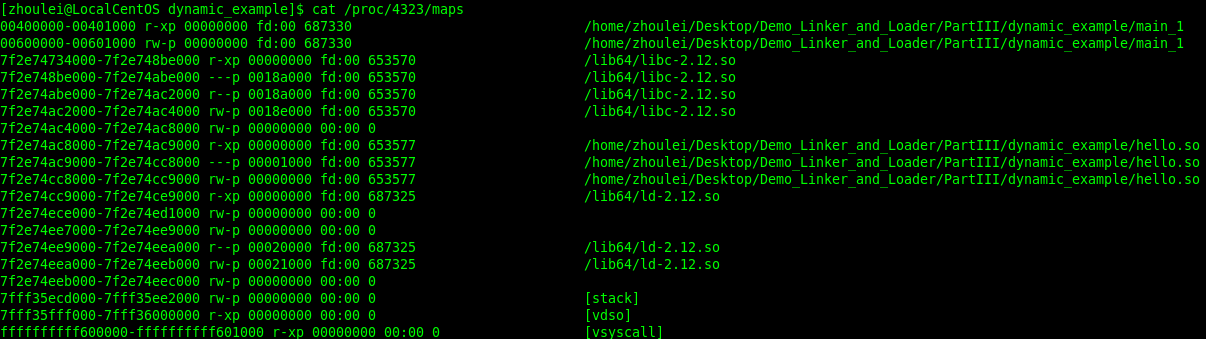 [zhoulei@LocalCentOS dynamic_example]$ cat /proc/4323/maps
00400000-00401000 r-xp 00000000 fd:00 687330 /home/zhoulei/Desktop/Demo_Linker_and_Loader/PartIII/dynamic_example/main_1
00600000-00601000 rw-p 00000000 fd:00 687330 /home/zhoulei/Desktop/Demo_Linker_and_Loader/PartIII/dynamic_example/main_1
7f2e74734000-7f2e748be000 r-xp 00000000 fd:00 653570 /lib64/libc-2.12.so
7f2e748be000-7f2e74abe000 ---p 0018a000 fd:00 653570 /lib64/libc-2.12.so
7f2e74abe000-7f2e74ac2000 r--p 0018a000 fd:00 653570 /lib64/libc-2.12.so
7f2e74ac2000-7f2e74ac4000 rw-p 0018e000 fd:00 653570 /lib64/libc-2.12.so
7f2e74ac4000-7f2e74ac8000 rw-p 00000000 00:00 0
7f2e74ac8000-7f2e74ac9000 r-xp 00000000 fd:00 653577 /home/zhoulei/Desktop/Demo_Linker_and_Loader/PartIII/dynamic_example/hello.so
7f2e74ac9000-7f2e74cc8000 ---p 00001000 fd:00 653577 /home/zhoulei/Desktop/Demo_Linker_and_Loader/PartIII/dynamic_example/hello.so
7f2e74cc8000-7f2e74cc9000 rw-p 00000000 fd:00 653577 /home/zhoulei/Desktop/Demo_Linker_and_Loader/PartIII/dynamic_example/hello.so
7f2e74cc9000-7f2e74ce9000 r-xp 00000000 fd:00 687325 /lib64/ld-2.12.so
7f2e74ece000-7f2e74ed1000 rw-p 00000000 00:00 0
7f2e74ee7000-7f2e74ee9000 rw-p 00000000 00:00 0
7f2e74ee9000-7f2e74eea000 r--p 00020000 fd:00 687325 /lib64/ld-2.12.so
7f2e74eea000-7f2e74eeb000 rw-p 00021000 fd:00 687325 /lib64/ld-2.12.so
7f2e74eeb000-7f2e74eec000 rw-p 00000000 00:00 0
7fff35ecd000-7fff35ee2000 rw-p 00000000 00:00 0 [stack]
7fff35fff000-7fff36000000 r-xp 00000000 00:00 0 [vdso]
ffffffffff600000-ffffffffff601000 r-xp 00000000 00:00 0 [vsyscall]